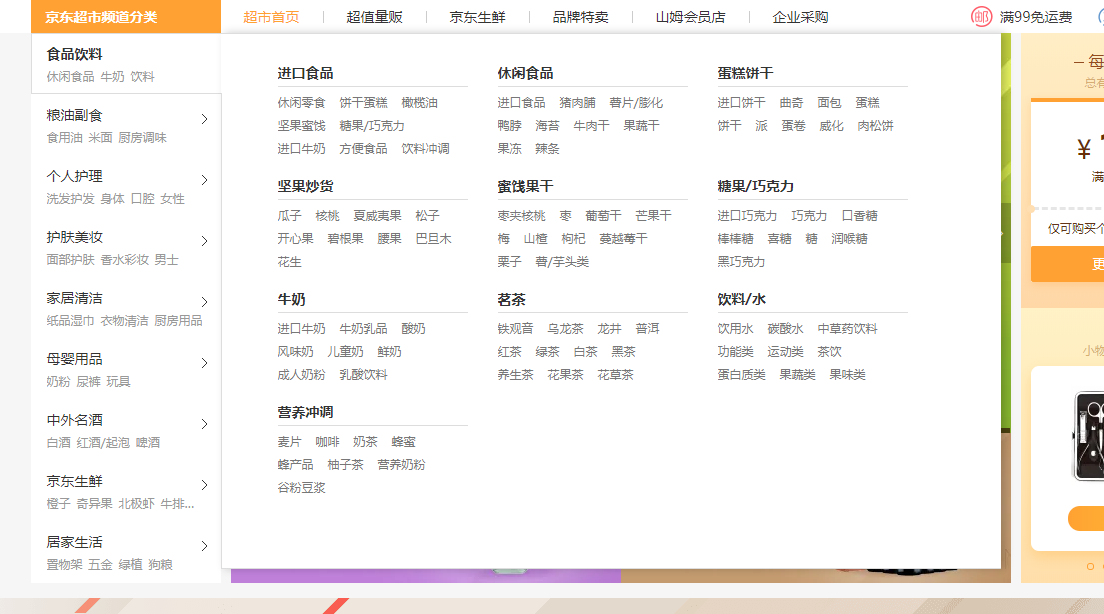 京东超市频道分类
超市首页 超值量贩 京东生鲜 品牌特卖 山姆会员店 企业采购
邮 满99免运费
食品饮料
休闲食品 牛奶 饮料
粮油副食
食用油 米面 厨房调味
个人护理
洗发护发 身体 口腔 女性
护肤美妆
面部护肤 香水彩妆 男士
家居清洁
纸品湿巾 衣物清洁 厨房用品
母婴用品
奶粉 尿裤 玩具
中外名酒
白酒 红酒/起泡 啤酒
京东生鲜
橙子 奇异果 北极虾 牛排...
居家生活
置物架 五金 绿植 狗粮
进口食品
休闲零食 饼干蛋糕 橄榄油
坚果蜜饯 糖果/巧克力
进口牛奶 方便食品 饮料冲调
休闲食品
进口食品 猪肉脯 薯片/膨化
鸭脖 海苔 牛肉干 果蔬干
果冻 辣条
蛋糕饼干
进口饼干 曲奇 面包 蛋糕
饼干 派 蛋卷 威化 肉松饼
坚果炒货
瓜子 核桃 夏威夷果 松子
开心果 碧根果 腰果 巴旦木
花生
蜜饯果干
枣夹核桃 枣 葡萄干 芒果干
梅 山楂 枸杞 蔓越莓干
栗子 薯/芋头类
糖果/巧克力
进口巧克力 巧克力 口香糖
棒棒糖 喜糖 糖 润喉糖
黑巧克力
牛奶
进口牛奶 牛奶乳品 酸奶
风味奶 儿童奶 鲜奶
成人奶粉 乳酸饮料
茗茶
铁观音 乌龙茶 龙井 普洱
红茶 绿茶 白茶 黑茶
养生茶 花果茶 花草茶
饮料/水
饮用水 碳酸水 中草药饮料
功能类 运动类 茶饮
蛋白质类 果蔬类 果味类
营养冲调
麦片 咖啡 奶茶 蜂蜜
蜂产品 柚子茶 营养奶粉
谷粉豆浆
每
总有
¥
满
仅可购买个
更
小物